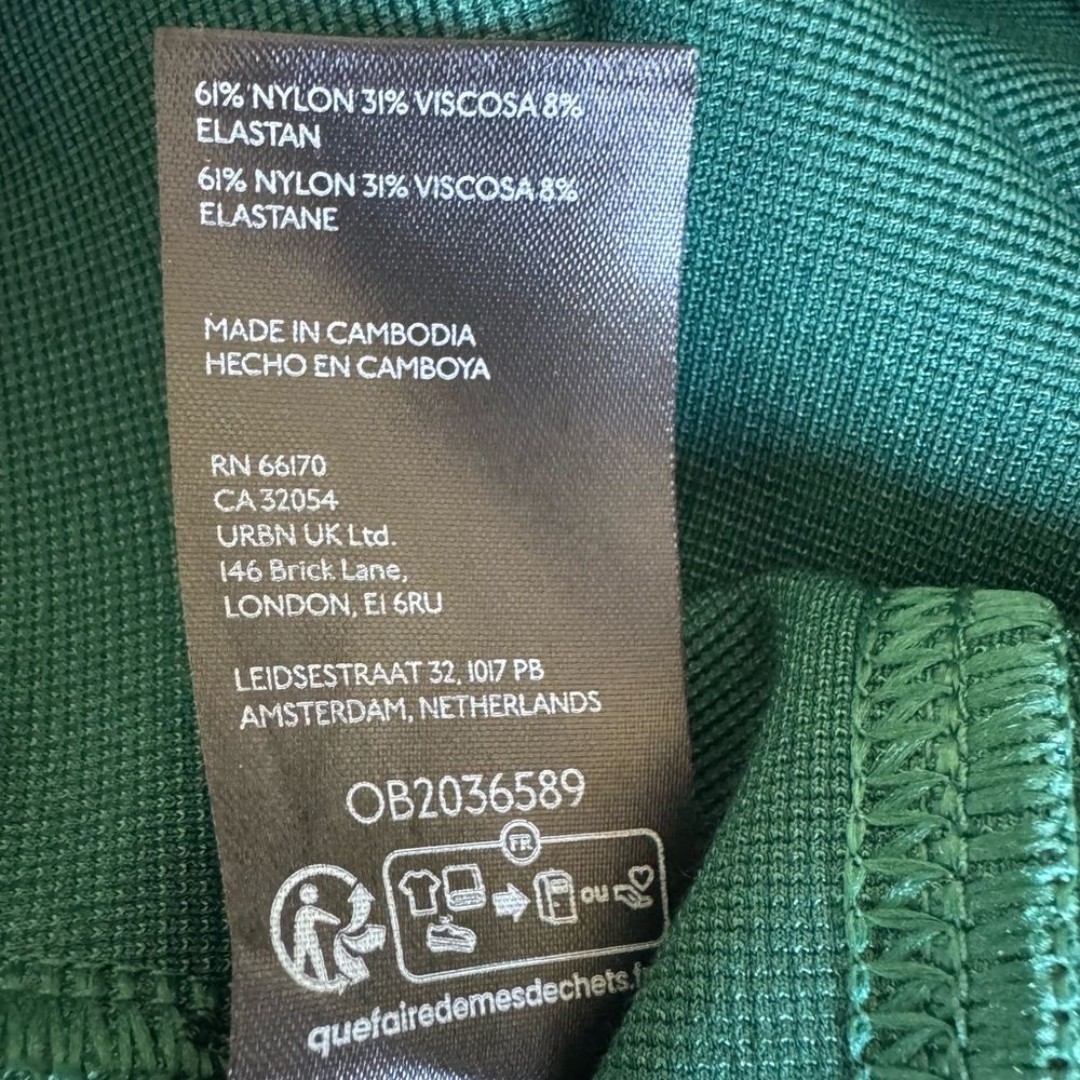 61% NYLON 31% VISCOSA 8%
ELASTAN
61% NYLON 31% VISCOSA 8%
ELASTANE
MADE IN CAMBODIA
HECHO EN CAMBOYA
RN 66170
CA 32054
URBN UK Ltd.
146 Brick Lane,
LONDON, E1 6RU
LEIDSESTRAAT 32, 1017 PB
AMSTERDAM, NETHERLANDS
OB2036589
FR
ou
quefairedemesdechets.fr